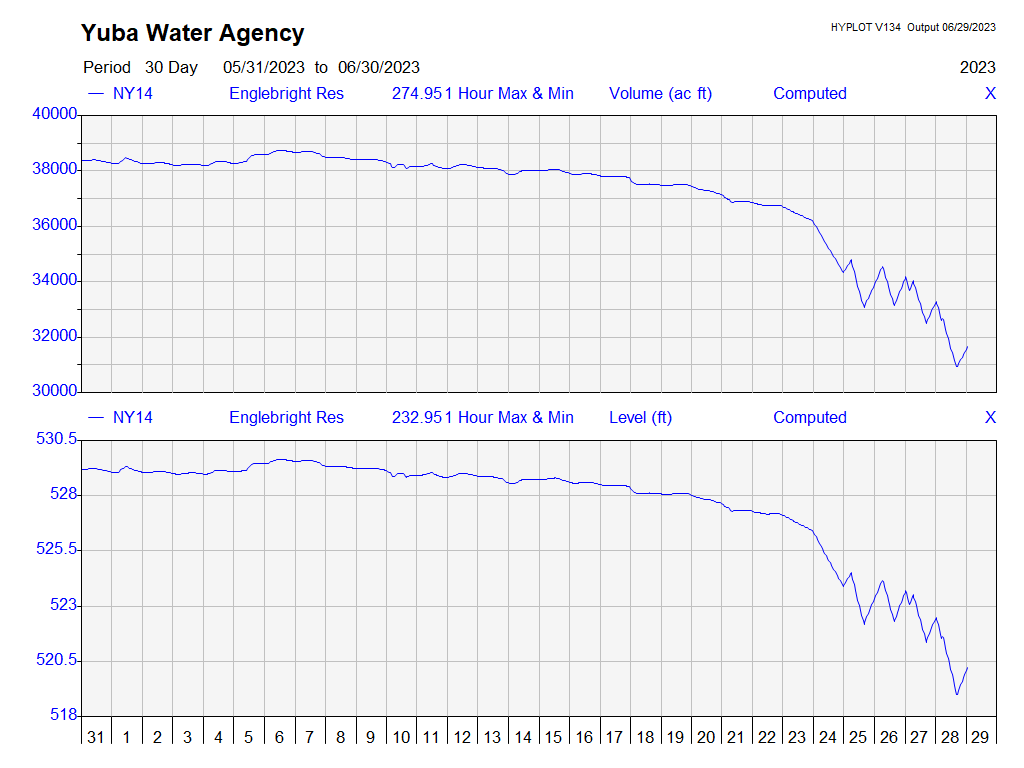 Yuba Water Agency
HYPLOT V134 Output 06/29/2023
Period 30 Day 05/31/2023 to 06/30/2023 2023
NY14 Englebright Res 274.951 Hour Max & Min Volume (ac ft) Computed X
40000
38000
36000
34000
32000
30000
NY14 Englebright Res 232.951 Hour Max & Min Level (ft) Computed X
530.5
528
525.5
523
520.5
518
31 1 2 3 4 5 6 7 8 9 10 11 12 13 14 15 16 17 18 19 20 21 22 23 24 25 26 27 28 29